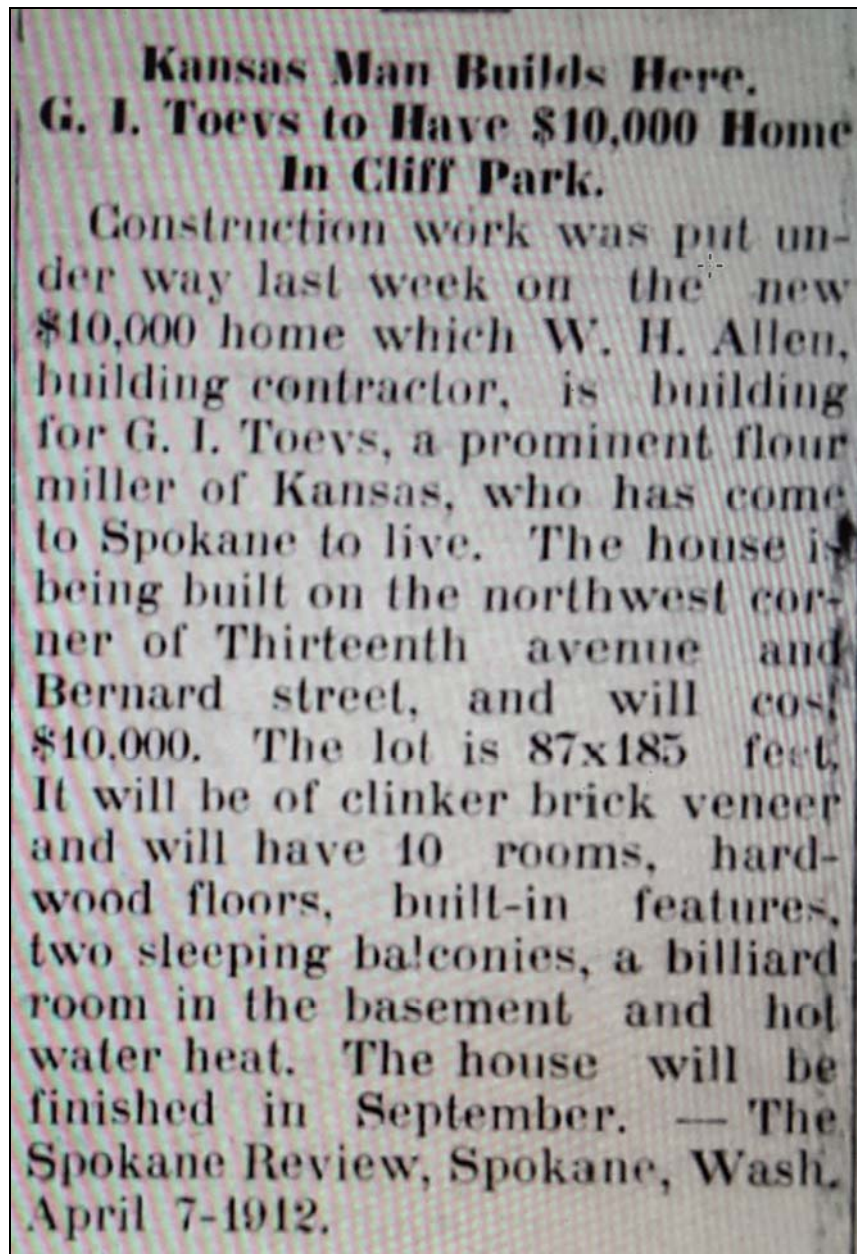 Kansas Man Builds Here.
G. I. Toevs to Have $10,000 Home
In Cliff Park.
Construction work was put un-
der way last week on the new
$10,000 home which W. H. Allen,
building contractor, is building
for G. I. Toevs, a prominent flour
miller of Kansas, who has come
to Spokane to live. The house is
being built on the northwest cor-
ner of Thirteenth avenue and
Bernard street, and will cost
$10.000. The lot is 87x185 feet.
It will be of clinker brick veneer
and will have 10 rooms, hard-
wood floors, built-in features,
two sleeping balconies, a billiard
room in the basement and hot
water heat. The house will be
finished in September. — The
Spokane Review, Spokane, Wash.
April 7-1912.